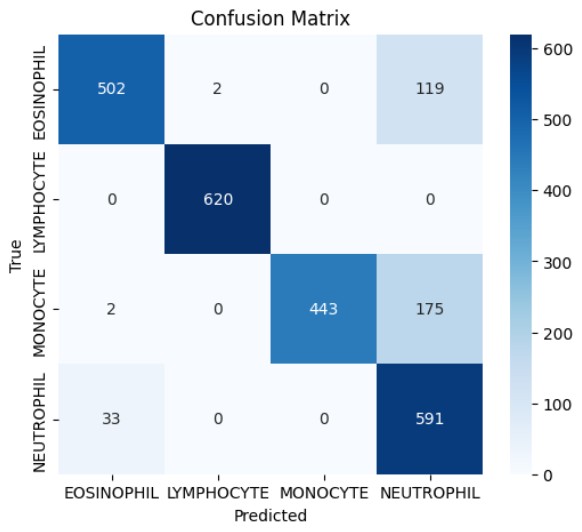 Confusion Matrix
EOSINOPHIL 502 2 0 119
LYMPHOCYTE 0 620 0 0
MONOCYTE 2 0 443 175
NEUTROPHIL 33 0 0 591
EOSINOPHIL LYMPHOCYTE MONOCYTE NEUTROPHIL
Predicted
True
600
500
400
300
200
100
0